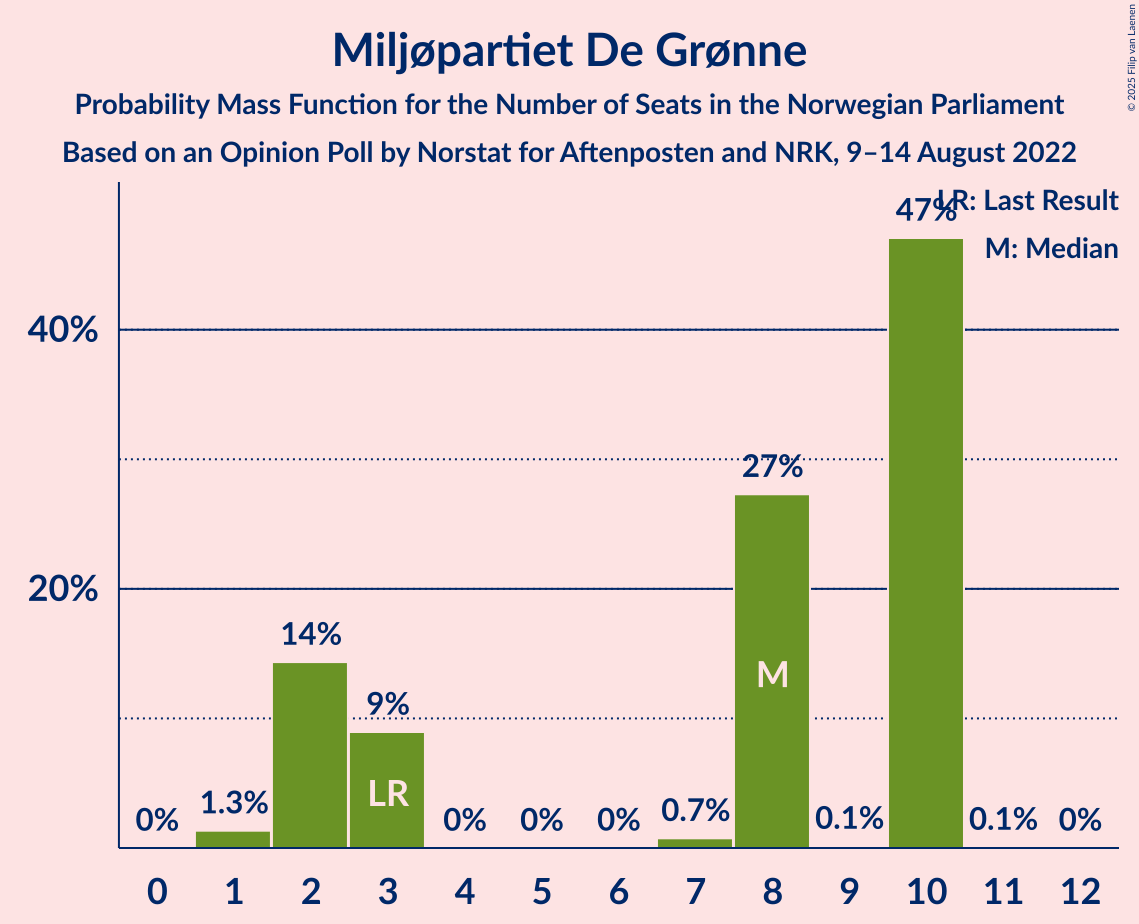 Miljøpartiet De Grønne
Probability Mass Function for the Number of Seats in the Norwegian Parliament
Based on an Opinion Poll by Norstat for Aftenposten and NRK, 9–14 August 2022
© 2025 Filip van Laenen
LR: Last Result
M: Median
40%
20%
0%
1.3%
14%
9%
LR
0%
0%
0%
0.7%
27%
M
0.1%
47%
0.1%
0%
0 1 2 3 4 5 6 7 8 9 10 11 12